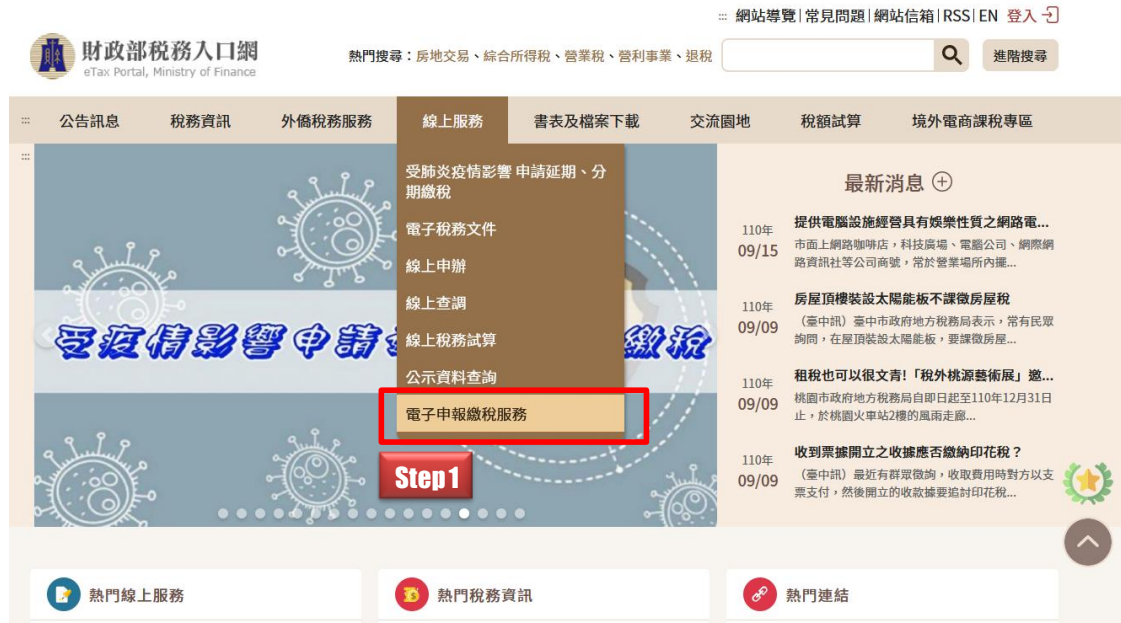 ::: 網站導覽|常見問題|網站信箱|RSS|EN 登入
財政部稅務入口網
eTax Portal, Ministry of Finance
熱門搜尋：房地交易、綜合所得稅、營業稅、營利事業、退稅
進階搜尋
::: 公告訊息 稅務資訊 外僑稅務服務 線上服務 書表及檔案下載 交流園地 稅額試算 境外電商課稅專區
:::
受肺炎疫情影響 申請延期、分
期繳稅
電子稅務文件
線上申辦
線上查調
線上稅務試算
公示資料查詢
電子申報繳稅服務
Step1
受疫情影響申請
繳稅
最新消息
110年
09/15
提供電腦設施經營具有娛樂性質之網路電...
市面上網路咖啡店，科技廣場、電腦公司、網際網
路資訊社等公司商號，常於營業場所內擺...
110年
09/09
房屋頂樓裝設太陽能板不課徵房屋稅
（臺中訊）臺中市政府地方稅務局表示，常有民眾
詢問，在屋頂裝設太陽能板，要課徵房屋...
110年
09/09
租稅也可以很文青!「稅外桃源藝術展」邀...
桃園市政府地方稅務局自即日起至110年12月31日
止，於桃園火車站2樓的風雨走廊...
110年
09/09
收到票據開立之收據應否繳納印花稅？
（臺中訊）最近有群眾徵詢，收取費用時對方以支
票支付，然後開立的收款據要追討印花稅...
熱門線上服務
熱門稅務資訊
熱門連結